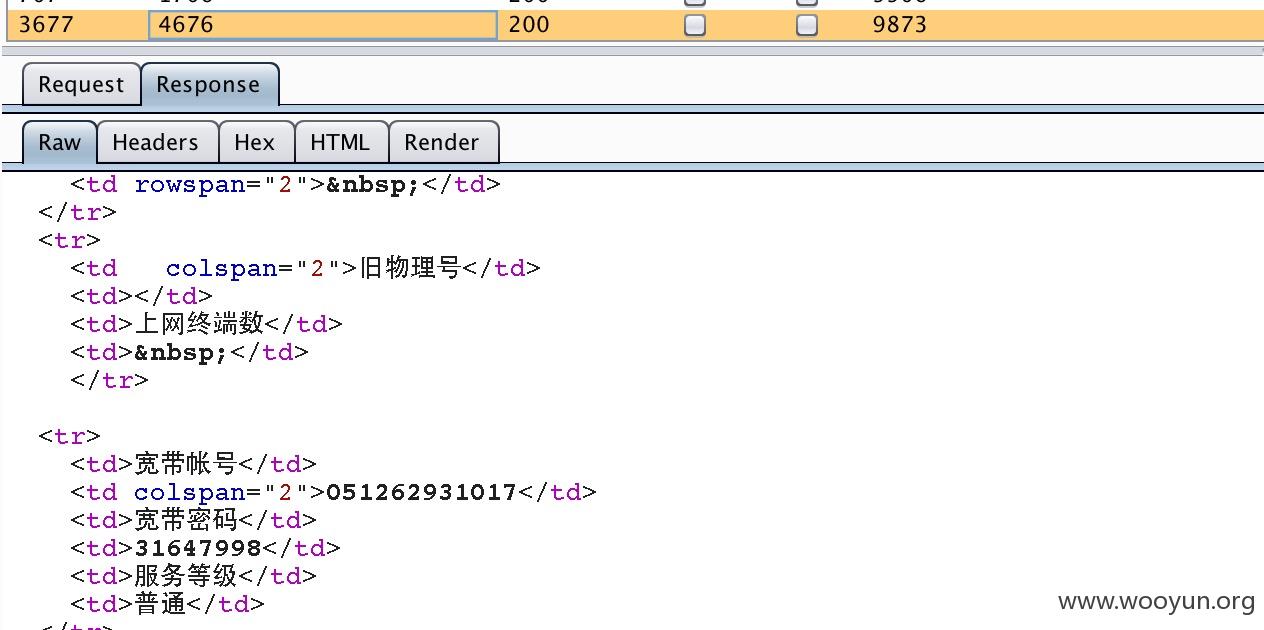 3677 4676 200 9873
Request Response
Raw Headers Hex HTML Render
<td rowspan="2">&nbsp;</td>
</tr>
<tr>
<td colspan="2">旧物理号</td>
<td></td>
<td>上网终端数</td>
<td>&nbsp;</td>
</tr>
<tr>
<td>宽带帐号</td>
<td colspan="2">051262931017</td>
<td>宽带密码</td>
<td>31647998</td>
<td>服务等级</td>
<td>普通</td>
www.wooyun.org